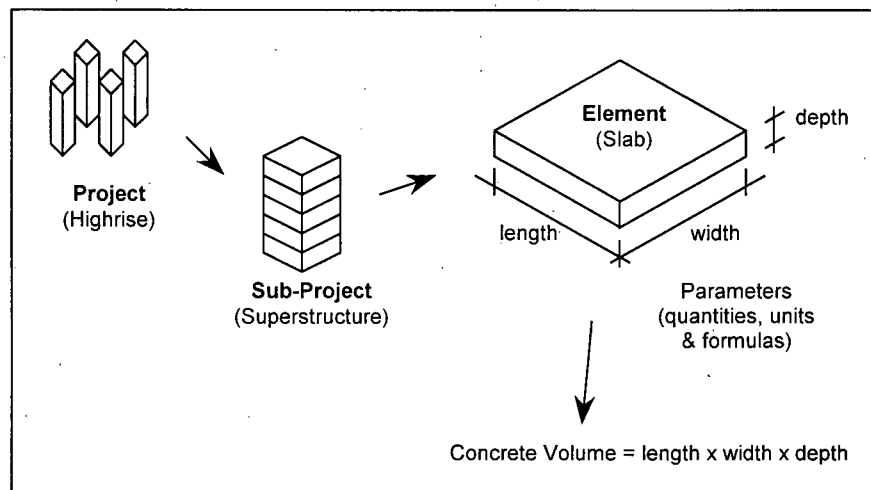 Project
(Highrise)
Sub-Project
(Superstructure)
Element
(Slab)
depth
length
width
Parameters
(quantities, units
& formulas)
Concrete Volume = length x width x depth